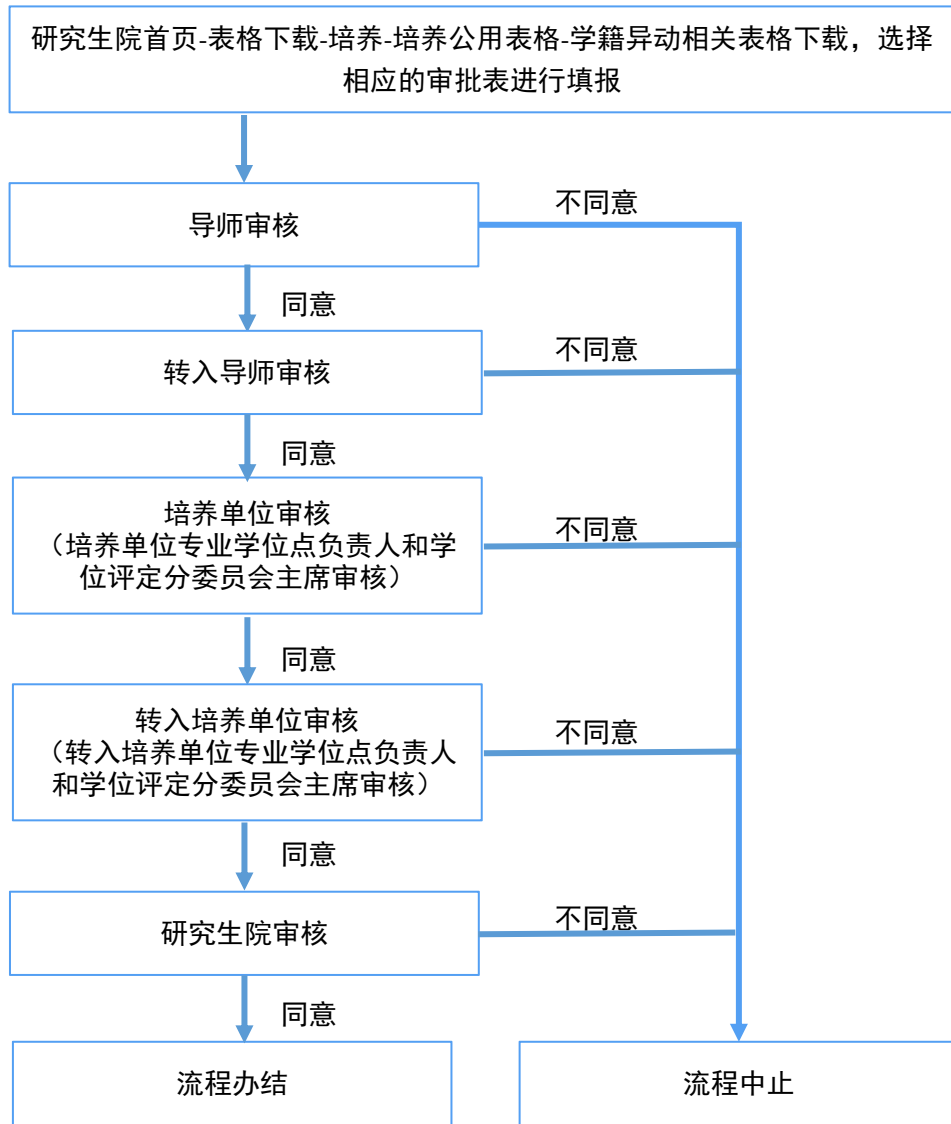 研究生院首页-表格下载-培养-培养公用表格-学籍异动相关表格下载，选择
相应的审批表进行填报
导师审核
不同意
同意
转入导师审核
不同意
同意
培养单位审核
（培养单位专业学位点负责人和学
位评定分委员会主席审核）
不同意
同意
转入培养单位审核
（转入培养单位专业学位点负责人
和学位评定分委员会主席审核）
不同意
同意
研究生院审核
不同意
同意
流程办结
流程中止